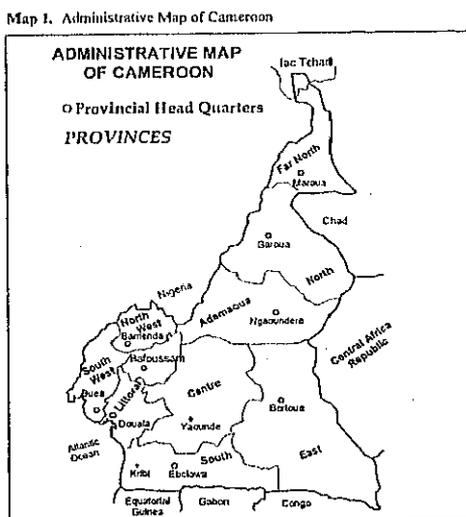 Map 1. Administrative Map of Cameroon
ADMINISTRATIVE MAP
OF CAMEROON
Provincial Head Quarters
PROVINCES
lac Tchad
Far North
Maroua
Chad
Garoua
North
Nigeria
Adamaoua
Ngaoundere
North
West
Bamenda
Central Africa
Republic
South
West
Bafoussam
Littoral
Centre
Buea
Douala
Yaounde
Bertoua
East
Atlantic
Ocean
South
Kribi
Ebolowa
Equatorial
Guinea
Gabon
Congo